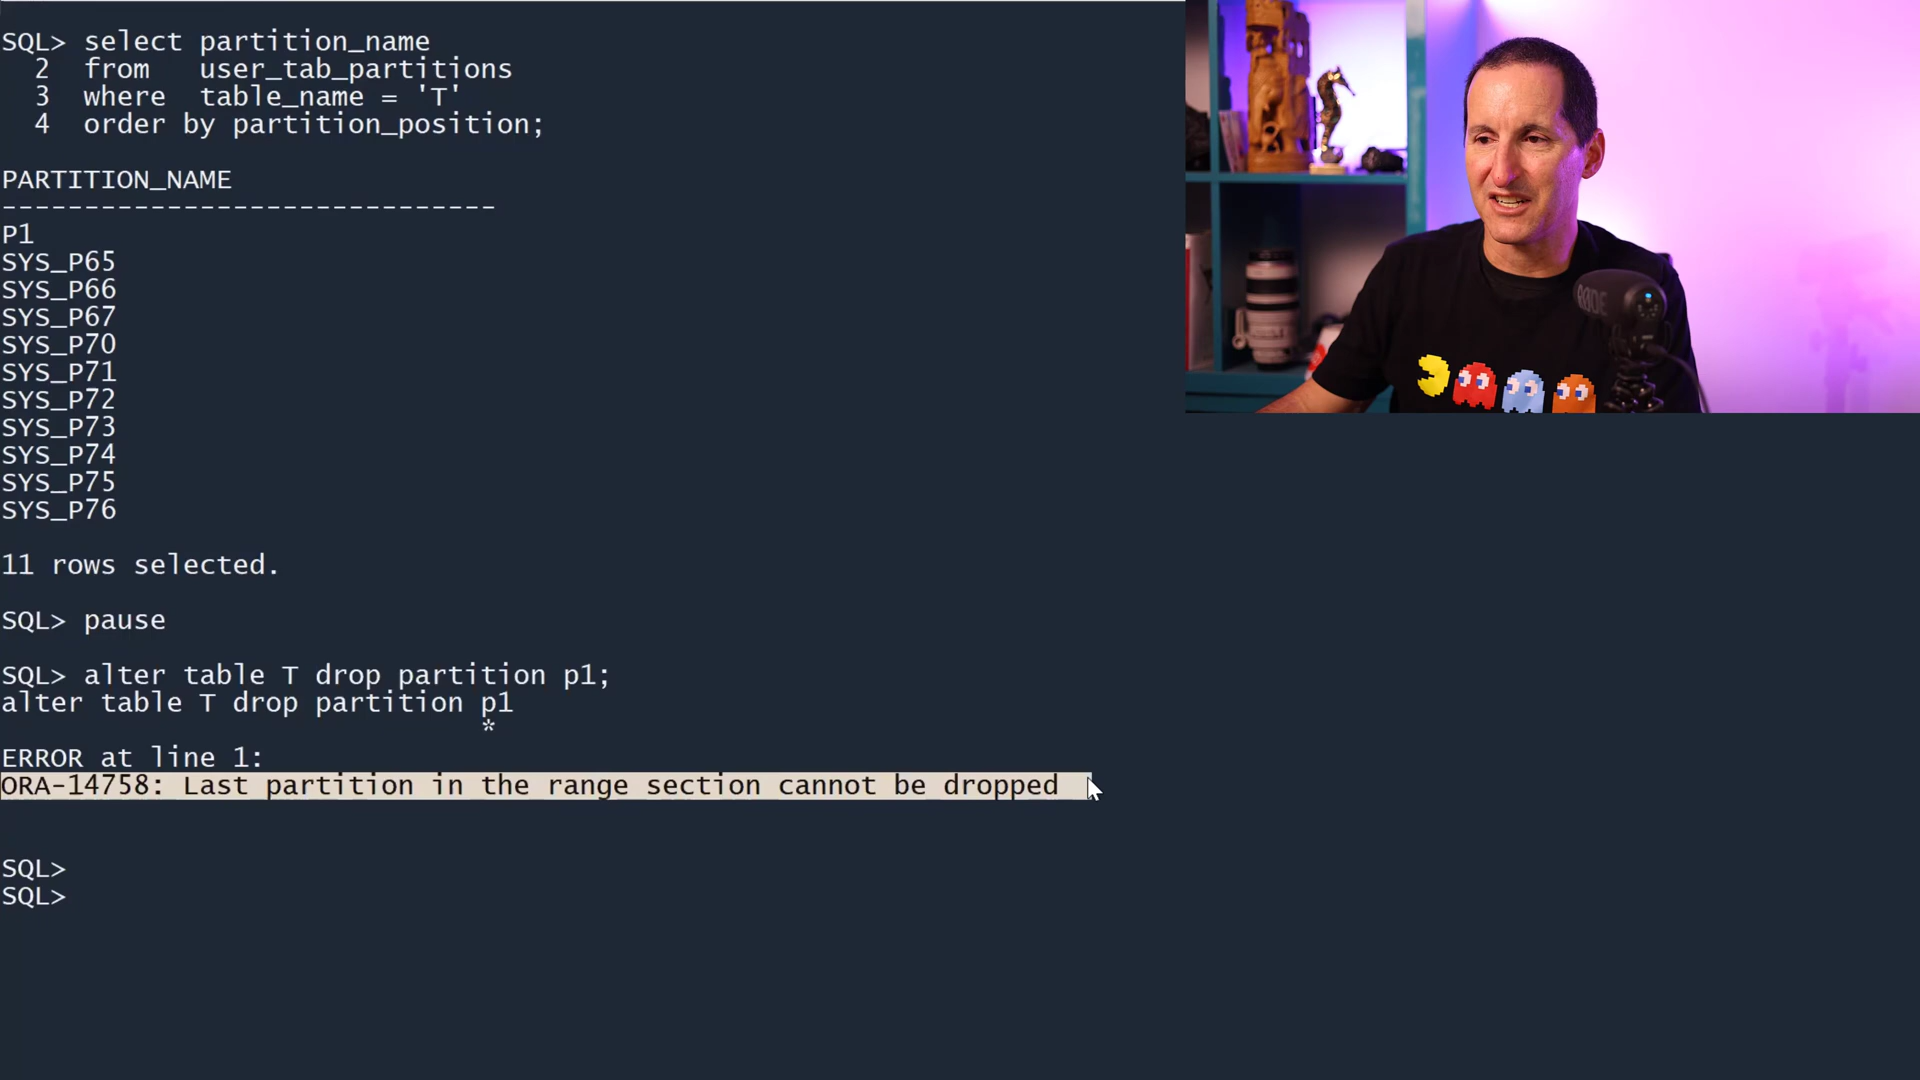 SQL> select partition_name
  2  from   user_tab_partitions
  3  where  table_name = 'T'
  4  order by partition_position;
PARTITION_NAME
------------------------------
P1
SYS_P65
SYS_P66
SYS_P67
SYS_P70
SYS_P71
SYS_P72
SYS_P73
SYS_P74
SYS_P75
SYS_P76
11 rows selected.
SQL> pause
SQL> alter table T drop partition p1;
alter table T drop partition p1
*
ERROR at line 1:
ORA-14758: Last partition in the range section cannot be dropped
SQL>
SQL>
RØDE